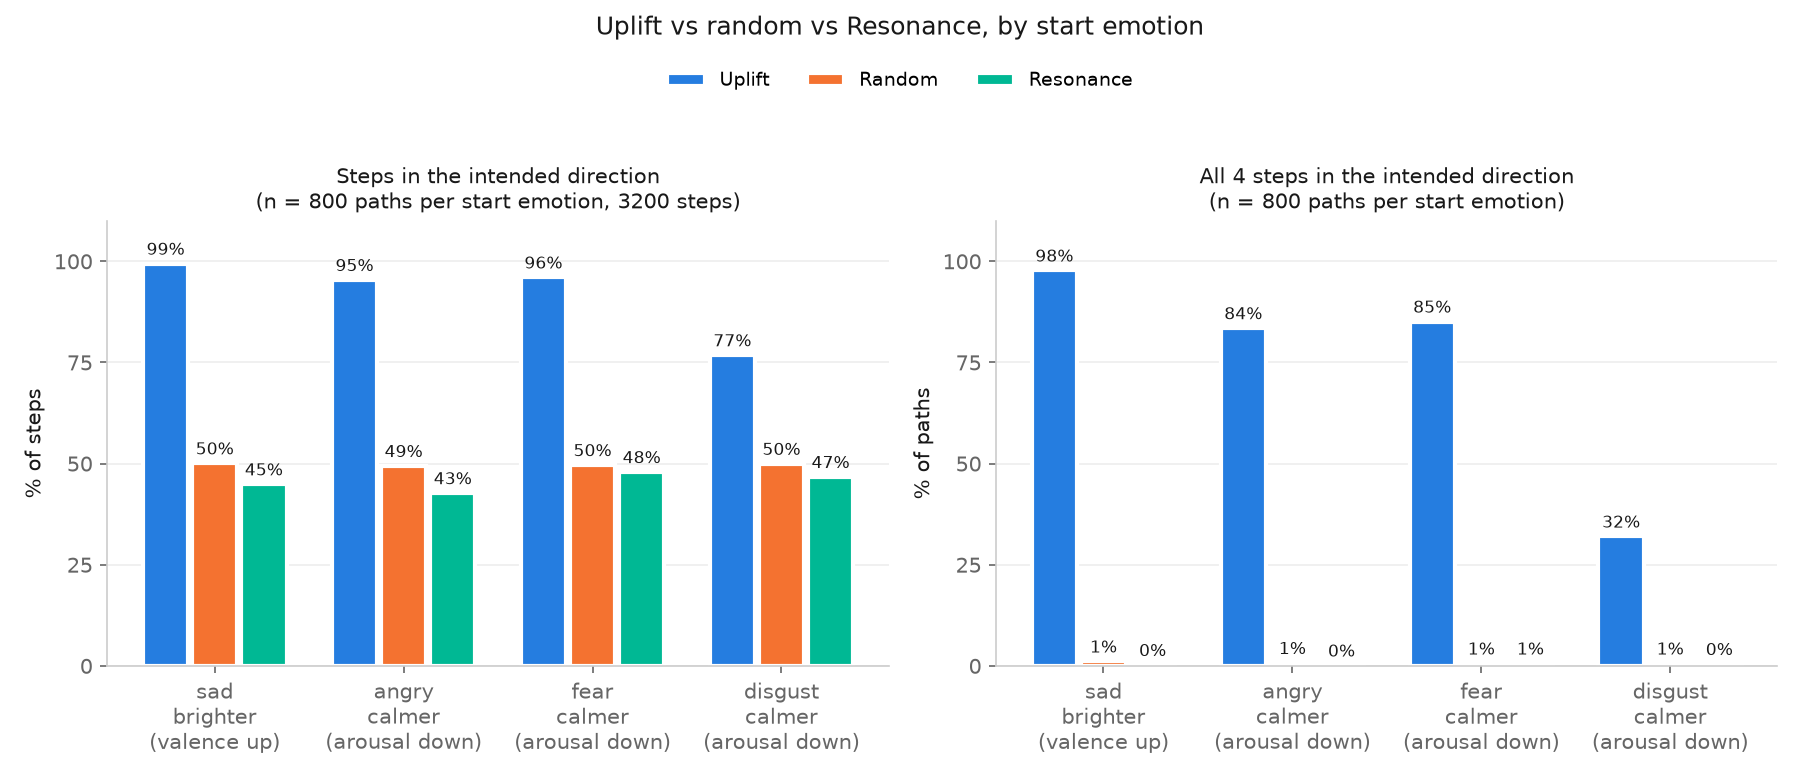 Uplift vs random vs Resonance, by start emotion
Uplift Random Resonance
Steps in the intended direction
(n = 800 paths per start emotion, 3200 steps)
% of steps
100
75
50
25
0
99%
50%
45%
95%
49%
43%
96%
50%
48%
77%
50%
47%
sad
brighter
(valence up)
angry
calmer
(arousal down)
fear
calmer
(arousal down)
disgust
calmer
(arousal down)
All 4 steps in the intended direction
(n = 800 paths per start emotion)
% of paths
100
75
50
25
0
98%
1%
0%
84%
1%
0%
85%
1%
1%
32%
1%
0%
sad
brighter
(valence up)
angry
calmer
(arousal down)
fear
calmer
(arousal down)
disgust
calmer
(arousal down)